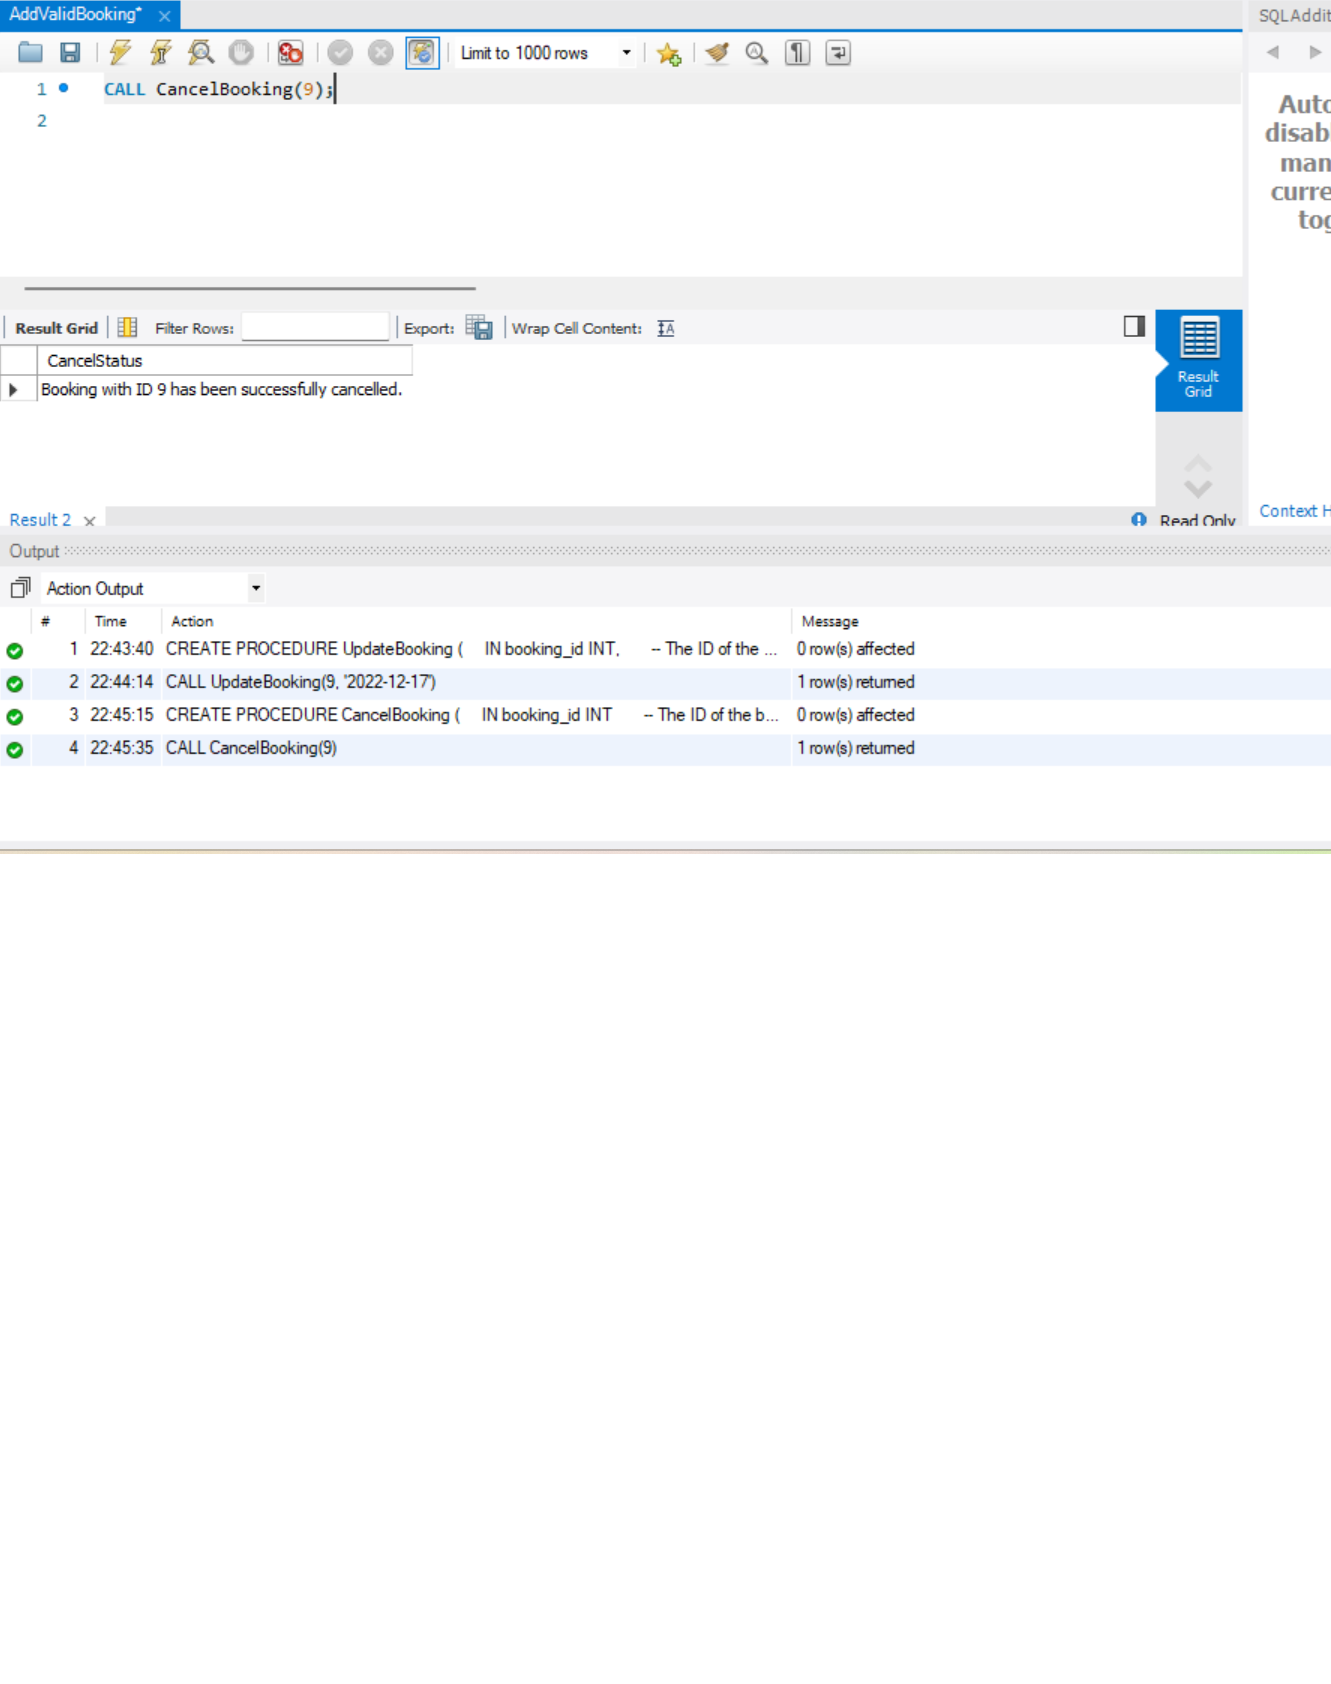 AddValidBooking*
SQLAddit
Limit to 1000 rows
1 CALL CancelBooking(9);
2
Auto
disab
man
curre
tog
Result Grid Filter Rows: Export: Wrap Cell Content:
CancelStatus
Booking with ID 9 has been successfully cancelled.
Result
Grid
Result 2
Read Only
Context H
Output
Action Output
# Time Action Message
1 22:43:40 CREATE PROCEDURE UpdateBooking ( IN booking_id INT, -- The ID of the ... 0 row(s) affected
2 22:44:14 CALL UpdateBooking(9, '2022-12-17') 1 row(s) returned
3 22:45:15 CREATE PROCEDURE CancelBooking ( IN booking_id INT -- The ID of the b... 0 row(s) affected
4 22:45:35 CALL CancelBooking(9) 1 row(s) returned